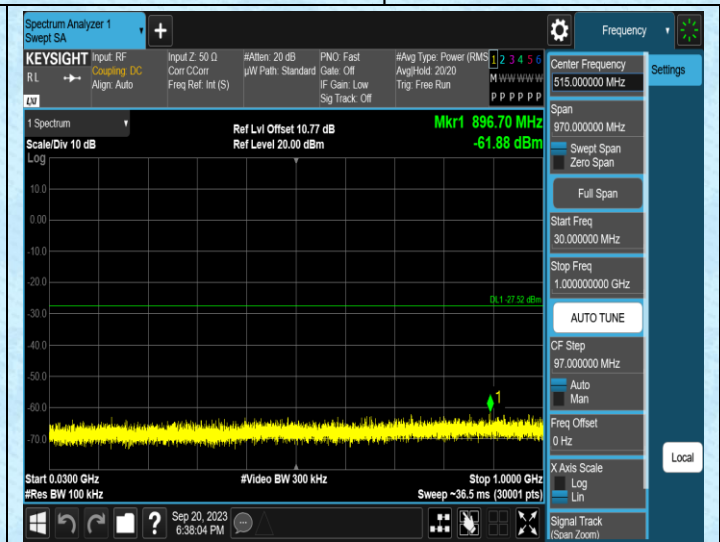 Spectrum Analyzer 1
Swept SA
+
Frequency
KEYSIGHT
RL
LXI
Input: RF
Coupling: DC
Align: Auto
Input Z: 50 Ω
Corr CCorr
Freq Ref: Int (S)
#Atten: 20 dB
µW Path: Standard
PNO: Fast
Gate: Off
IF Gain: Low
Sig Track: Off
#Avg Type: Power (RMS
Avg|Hold: 20/20
Trig: Free Run
1 2 3 4 5 6
M W W W W W
P P P P P P
Center Frequency
515.000000 MHz
Settings
Span
970.000000 MHz
Swept Span
Zero Span
Full Span
Start Freq
30.000000 MHz
Stop Freq
1.000000000 GHz
AUTO TUNE
CF Step
97.000000 MHz
Auto
Man
Freq Offset
0 Hz
X Axis Scale
Log
Lin
Local
Signal Track
(Span Zoom)
1 Spectrum
Scale/Div 10 dB
Log
Ref Lvl Offset 10.77 dB
Ref Level 20.00 dBm
Mkr1 896.70 MHz
-61.88 dBm
10.0
0.00
-10.0
-20.0
DL1 -27.52 dBm
-30.0
-40.0
-50.0
-60.0
1
-70.0
Start 0.0300 GHz
#Video BW 300 kHz
Stop 1.0000 GHz
#Res BW 100 kHz
Sweep ~36.5 ms (30001 pts)
?
Sep 20, 2023
6:38:04 PM